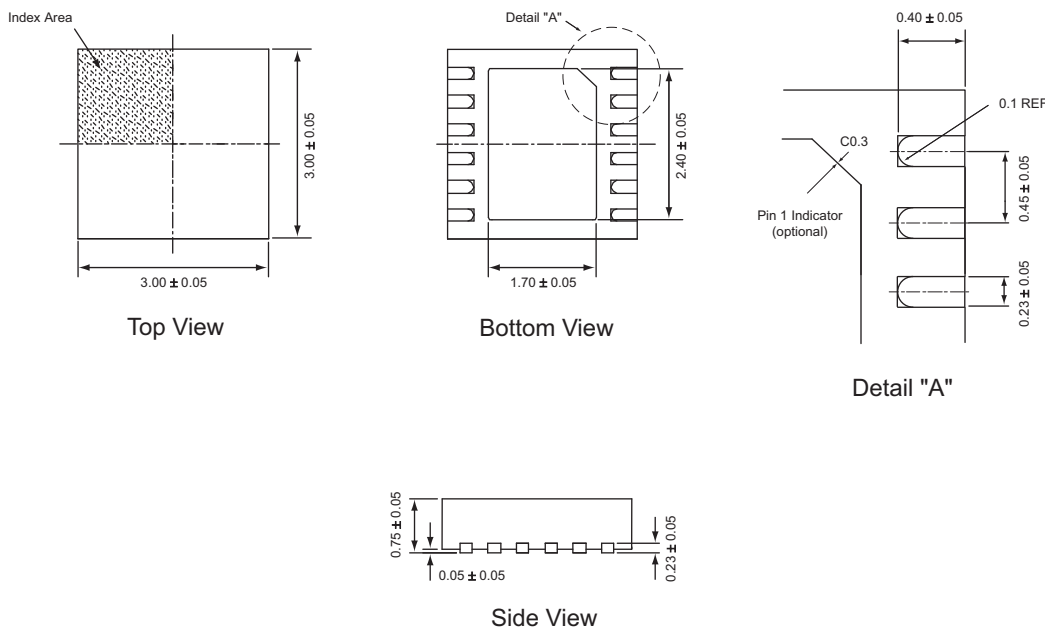 Index Area
3.00 ± 0.05
3.00 ± 0.05
Top View
Detail "A"
2.40 ± 0.05
1.70 ± 0.05
Bottom View
0.40 ± 0.05
0.1 REF
C0.3
0.45 ± 0.05
Pin 1 Indicator
(optional)
0.23 ± 0.05
Detail "A"
0.75 ± 0.05
0.05 ± 0.05
0.23 ± 0.05
Side View